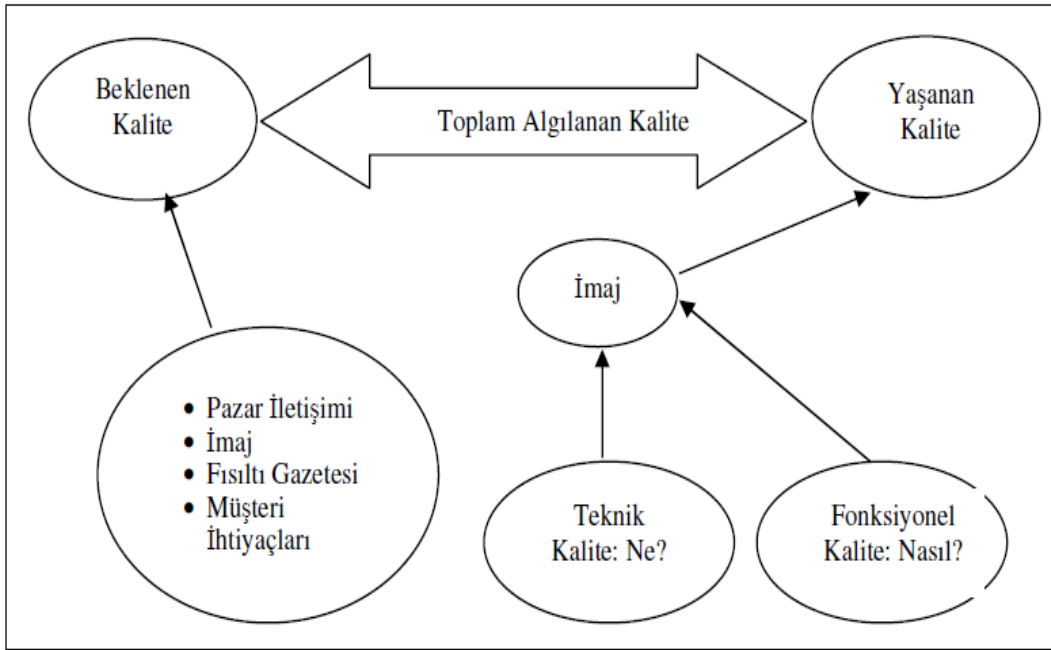 Beklenen
Kalite
Toplam Algılanan Kalite
Yaşanan
Kalite
İmaj
• Pazar İletişimi
• İmaj
• Fısıltı Gazetesi
• Müşteri
İhtiyaçları
Teknik
Kalite: Ne?
Fonksiyonel
Kalite: Nasıl?